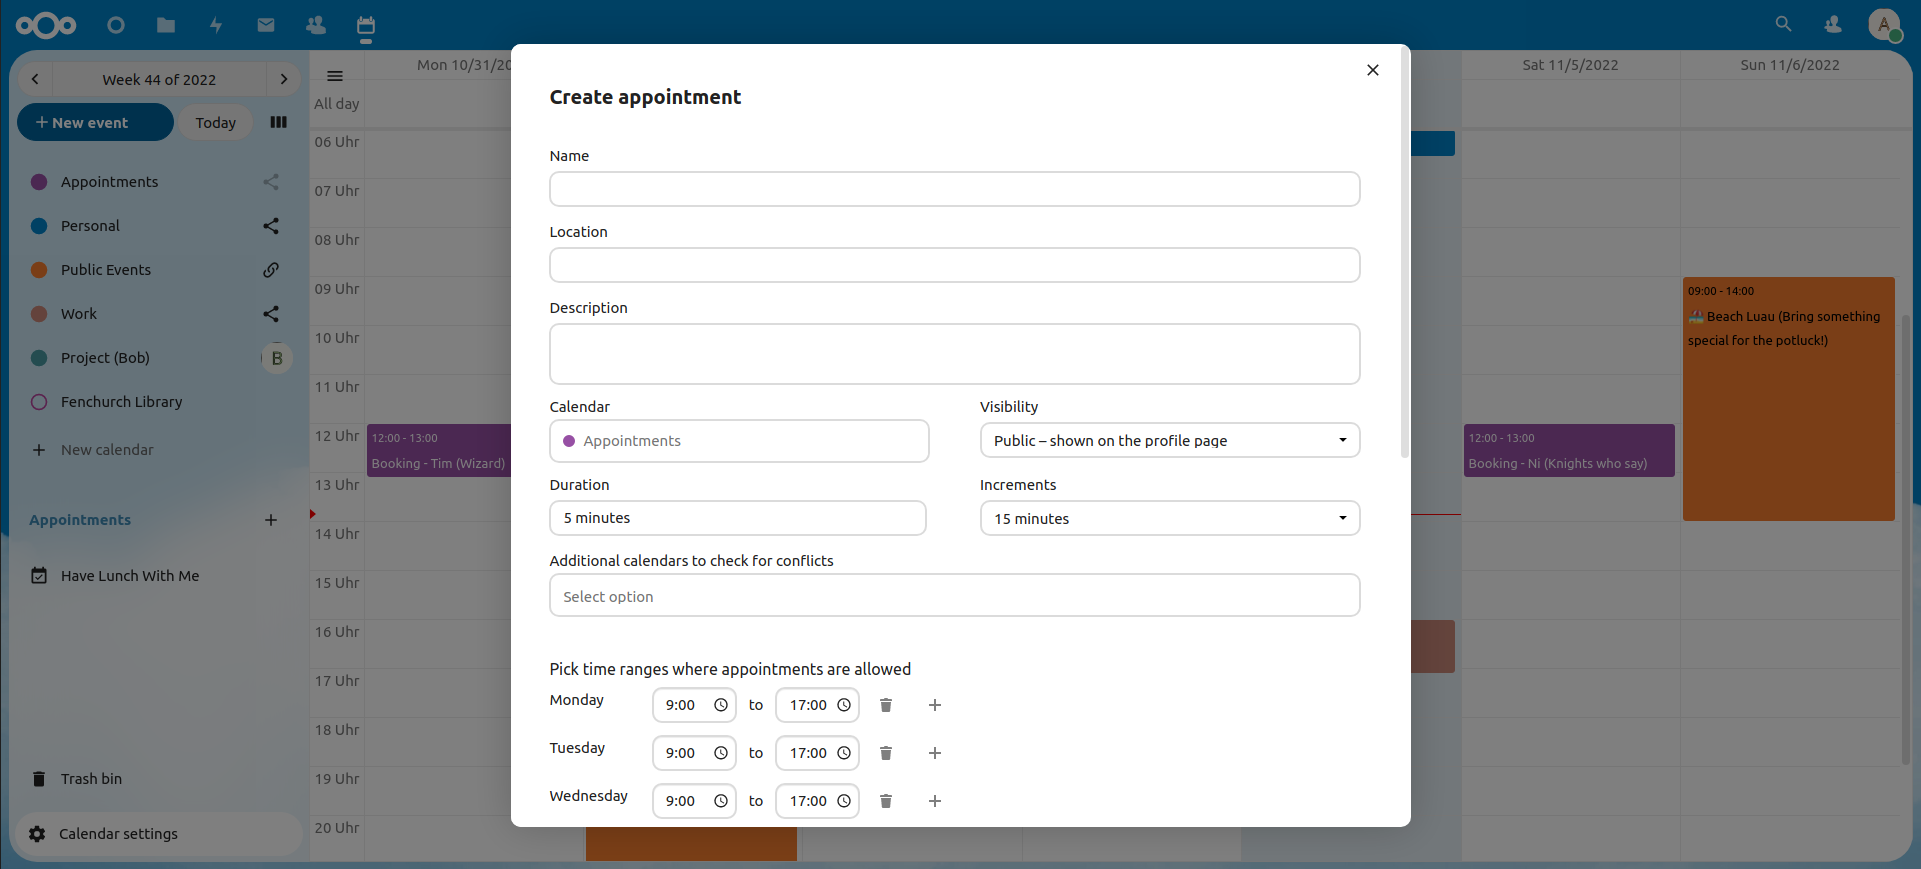 A
Week 44 of 2022
New event
Today
Appointments
Personal
Public Events
Work
Project (Bob)
B
Fenchurch Library
New calendar
Appointments
Have Lunch With Me
Trash bin
Calendar settings
Mon 10/31/20
Sat 11/5/2022
Sun 11/6/2022
All day
06 Uhr
07 Uhr
08 Uhr
09 Uhr
10 Uhr
11 Uhr
12 Uhr
13 Uhr
14 Uhr
15 Uhr
16 Uhr
17 Uhr
18 Uhr
19 Uhr
20 Uhr
12:00 - 13:00
Booking - Tim (Wizard)
Create appointment
Name
Location
Description
Calendar
Appointments
Visibility
Public – shown on the profile page
Duration
5 minutes
Increments
15 minutes
Additional calendars to check for conflicts
Select option
Pick time ranges where appointments are allowed
Monday 9:00 to 17:00
Tuesday 9:00 to 17:00
Wednesday 9:00 to 17:00
12:00 - 13:00
Booking - Ni (Knights who say)
09:00 - 14:00
Beach Luau (Bring something
special for the potluck!)